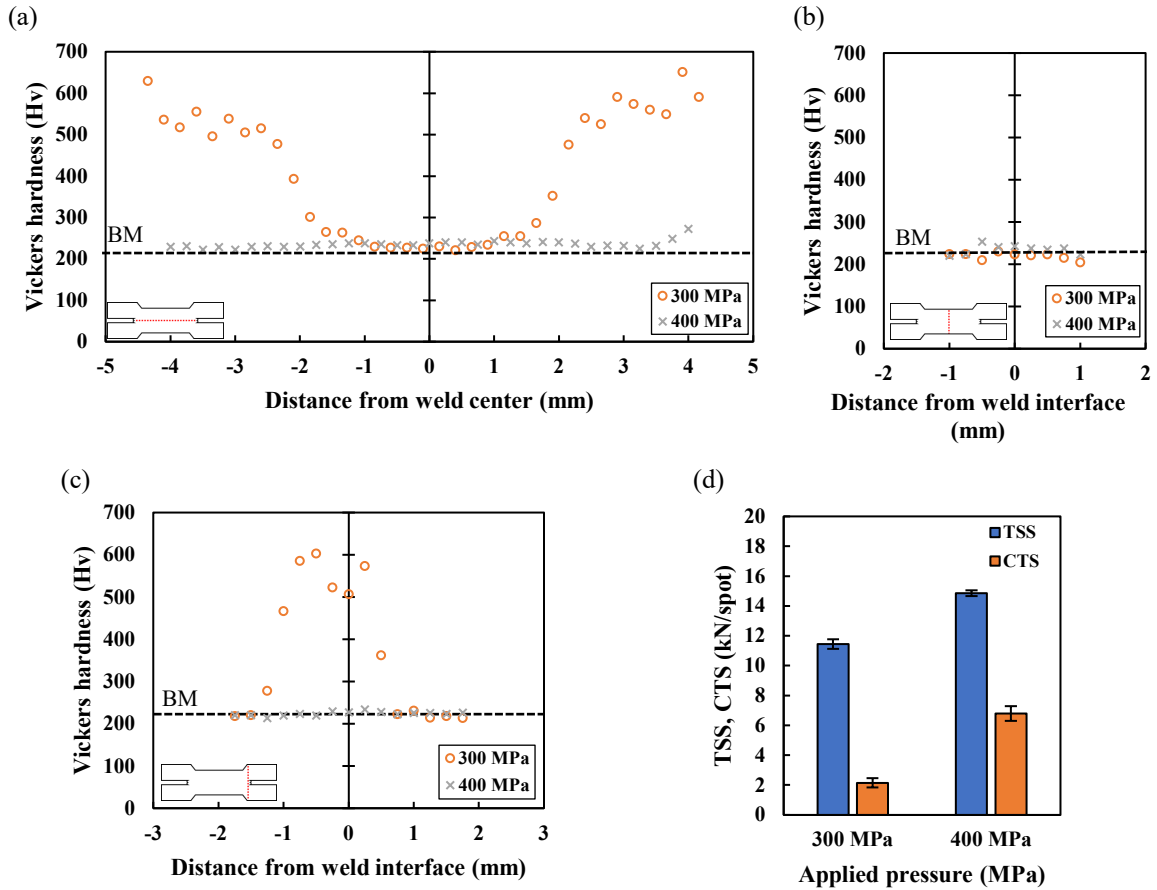 (a)
700
600
500
400
300
200
100
0
Vickers hardness (Hv)
BM
300 MPa
400 MPa
-5 -4 -3 -2 -1 0 1 2 3 4 5
Distance from weld center (mm)
(b)
700
600
500
400
300
200
100
0
Vickers hardness (Hv)
BM
300 MPa
400 MPa
-2 -1 0 1 2
Distance from weld interface
(mm)
(c)
700
600
500
400
300
200
100
0
Vickers hardness (Hv)
BM
300 MPa
400 MPa
-3 -2 -1 0 1 2 3
Distance from weld interface (mm)
(d)
20
18
16
14
12
10
8
6
4
2
0
TSS, CTS (kN/spot)
TSS
CTS
300 MPa 400 MPa
Applied pressure (MPa)